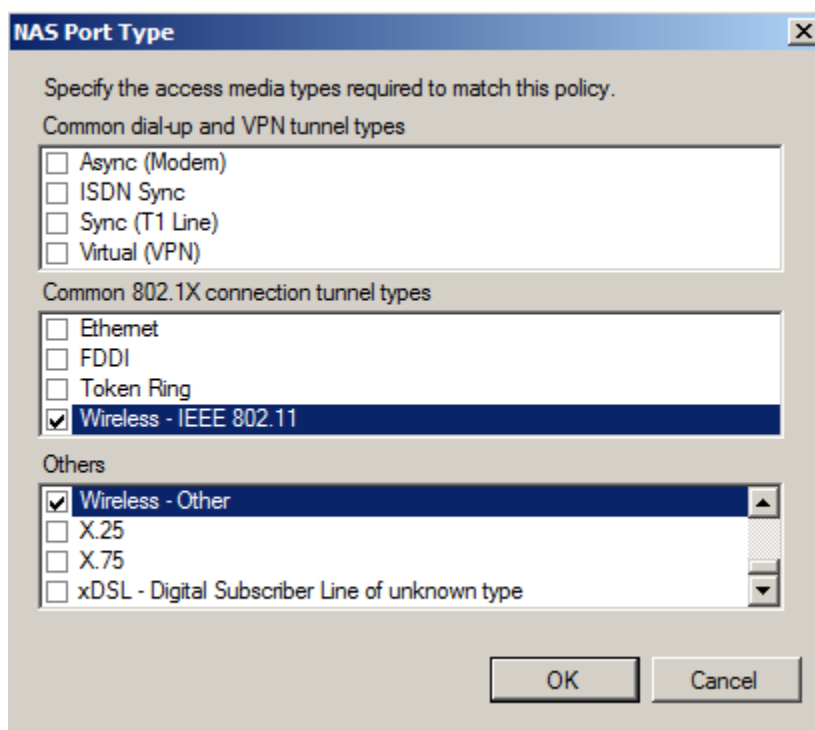 NAS Port Type
Specify the access media types required to match this policy.
Common dial-up and VPN tunnel types
Async (Modem)
ISDN Sync
Sync (T1 Line)
Virtual (VPN)
Common 802.1X connection tunnel types
Ethernet
FDDI
Token Ring
Wireless - IEEE 802.11
Others
Wireless - Other
X.25
X.75
xDSL - Digital Subscriber Line of unknown type
OK Cancel